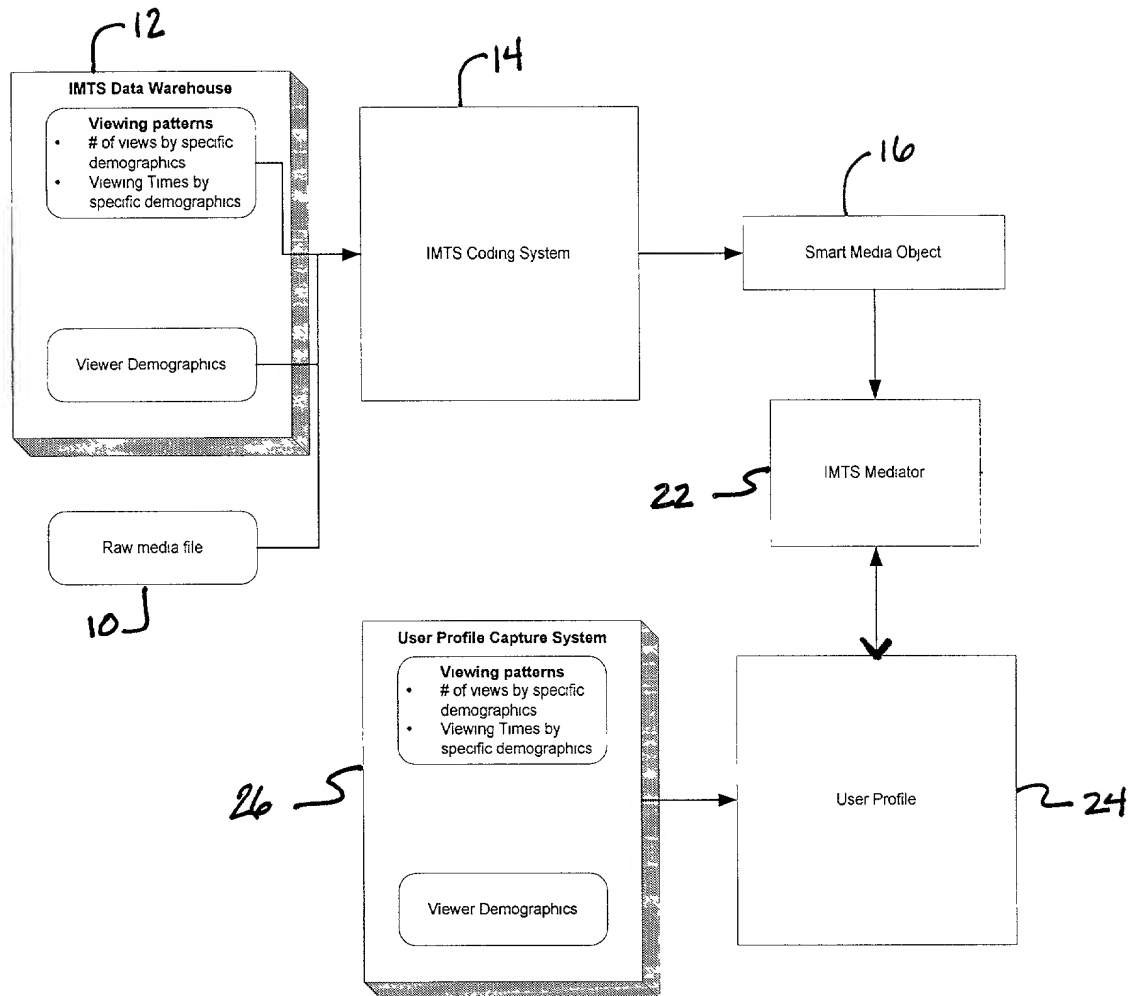 12
IMTS Data Warehouse
Viewing patterns
• # of views by specific
demographics
• Viewing Times by
specific demographics
Viewer Demographics
Raw media file
10
14
IMTS Coding System
16
Smart Media Object
22
IMTS Mediator
User Profile Capture System
Viewing patterns
• # of views by specific
demographics
• Viewing Times by
specific demographics
Viewer Demographics
26
User Profile
24